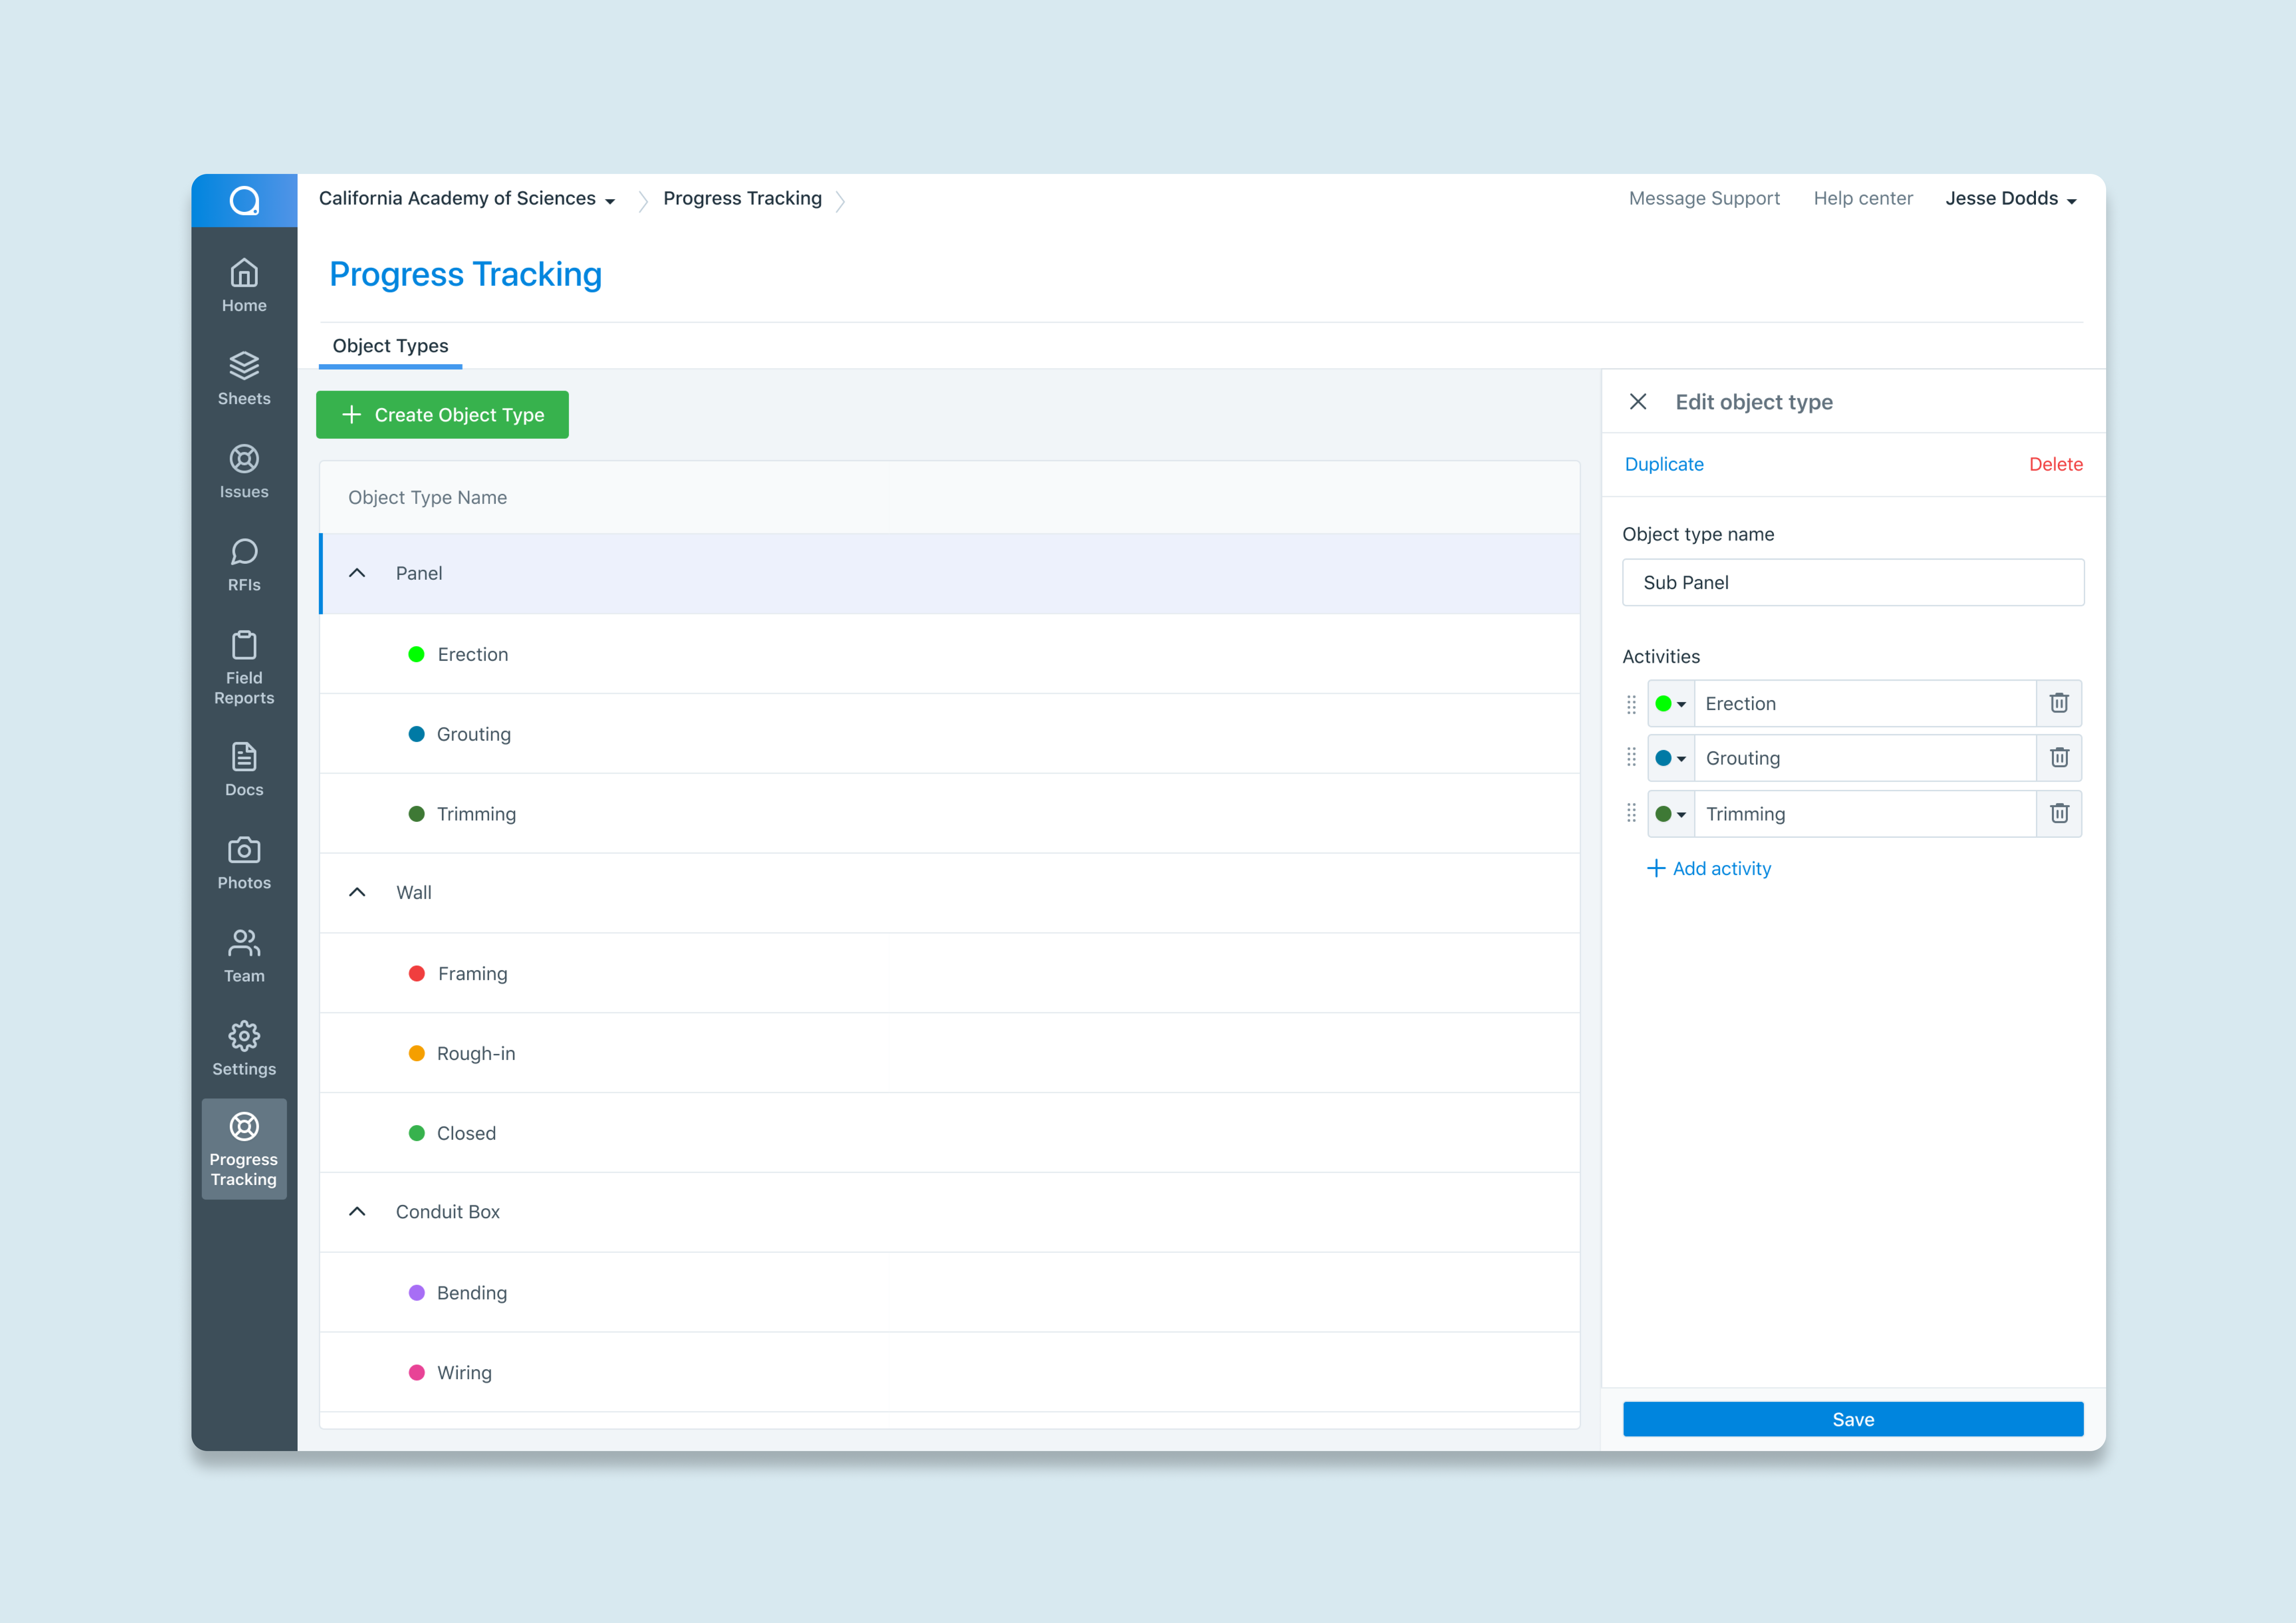 California Academy of Sciences
Progress Tracking
Message Support
Help center
Jesse Dodds
Home
Sheets
Issues
RFIs
Field
Reports
Docs
Photos
Team
Settings
Progress
Tracking
Progress Tracking
Object Types
Create Object Type
Object Type Name
Panel
Erection
Grouting
Trimming
Wall
Framing
Rough-in
Closed
Conduit Box
Bending
Wiring
Edit object type
Duplicate
Delete
Object type name
Sub Panel
Activities
Erection
Grouting
Trimming
Add activity
Save